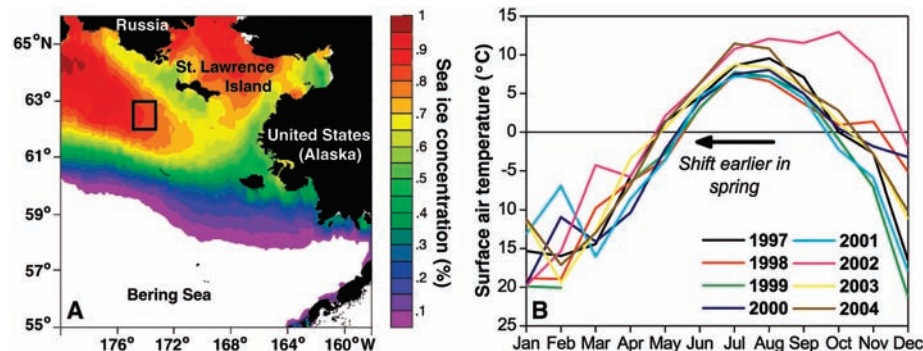 Russia
65°N
St. Lawrence
Island
63°
United States
(Alaska)
61°
59°
57°
Bering Sea
A
55°
176° 172° 168° 164° 160°W
1
.9
.8
.7
.6
.5
.4
.3
.2
.1
Sea ice concentration (%)
15
10
5
0
5
10
15
20
25
Surface air temperature (°C)
Shift earlier in
spring
1997 2001
1998 2002
1999 2003
2000 2004
B
Jan Feb Mar Apr May Jun Jul Aug Sep Oct Nov Dec